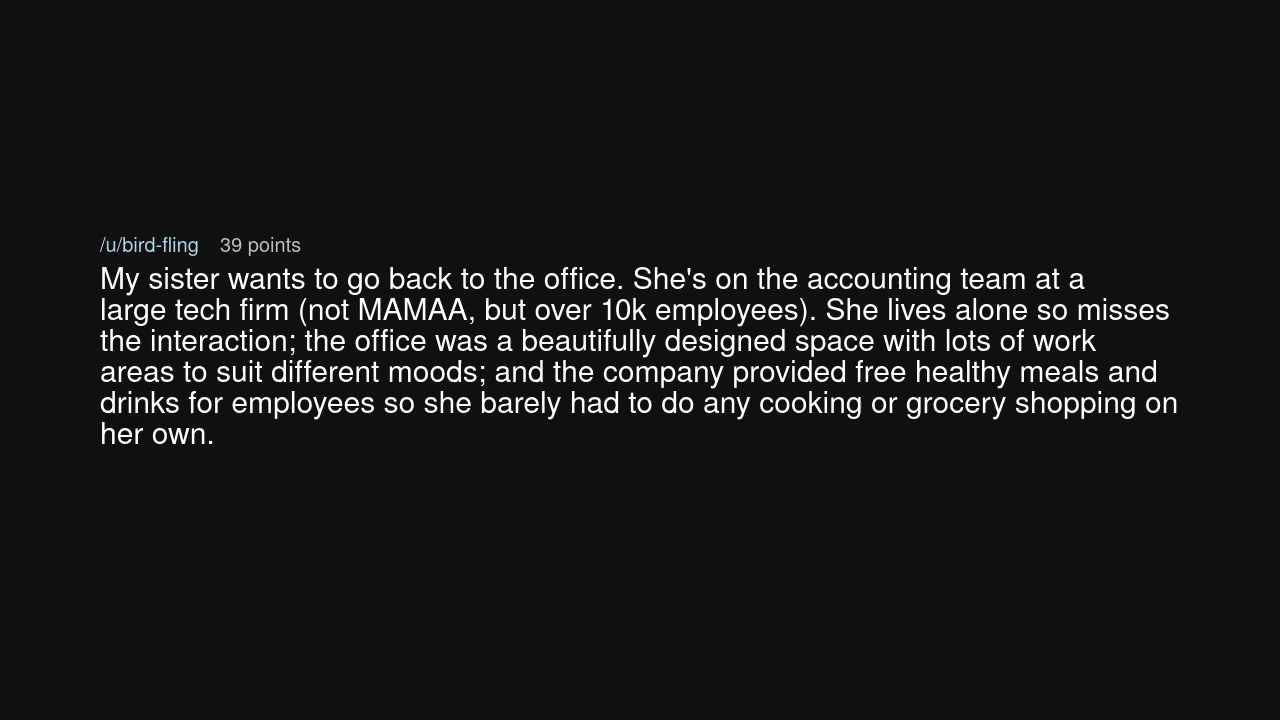 /u/bird-fling 39 points
My sister wants to go back to the office. She's on the accounting team at a
large tech firm (not MAMAA, but over 10k employees). She lives alone so misses
the interaction; the office was a beautifully designed space with lots of work
areas to suit different moods; and the company provided free healthy meals and
drinks for employees so she barely had to do any cooking or grocery shopping on
her own.